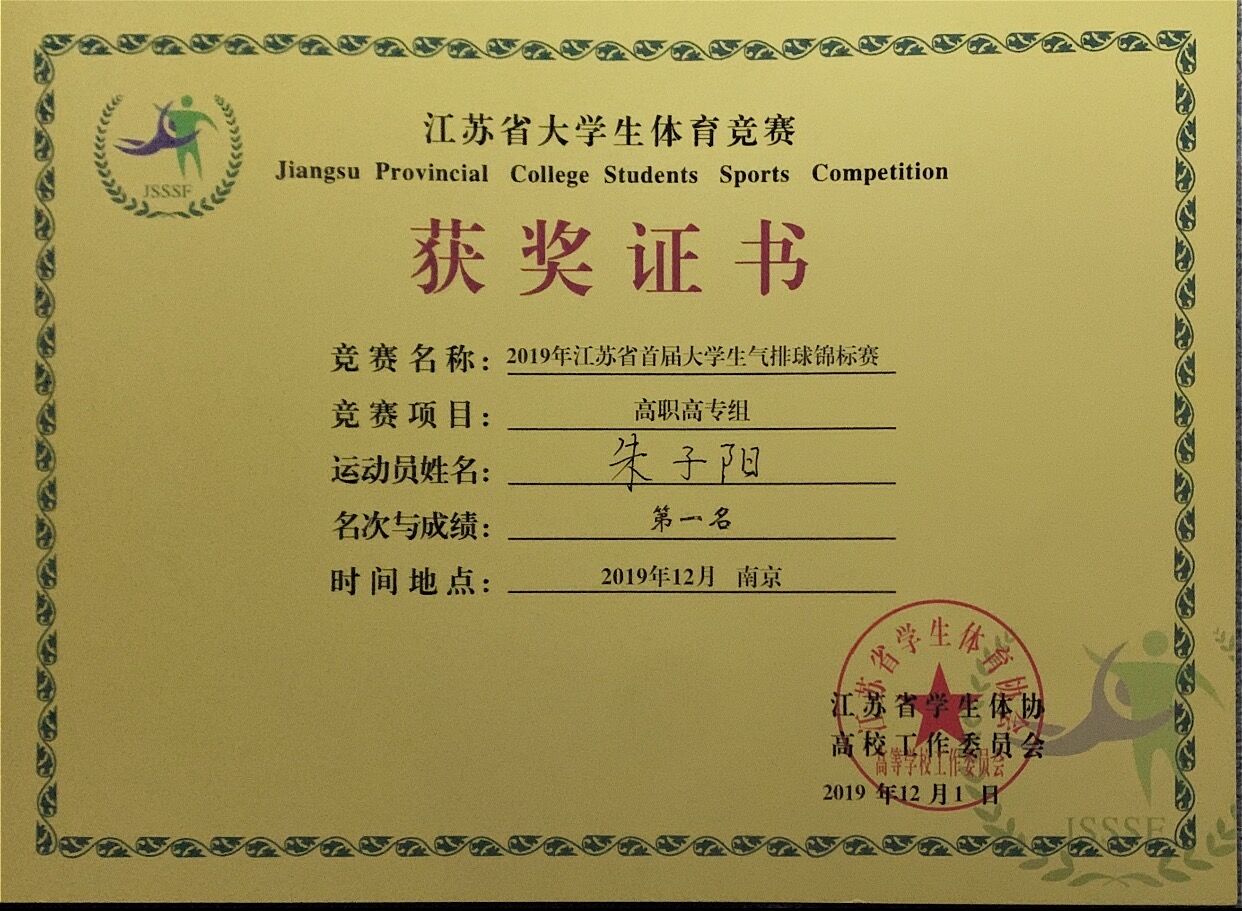 JSSSF
江苏省大学生体育竞赛
Jiangsu Provincial College Students Sports Competition
获奖证书
竞赛名称：2019年江苏省首届大学生气排球锦标赛
竞赛项目：高职高专组
运动员姓名：朱子阳
名次与成绩：第一名
时间地点：2019年12月 南京
江苏省学生体育协会
江苏省学生体协
高校工作委员会
高等学校工作委员会
2019 年12 月1 日
JSSSF